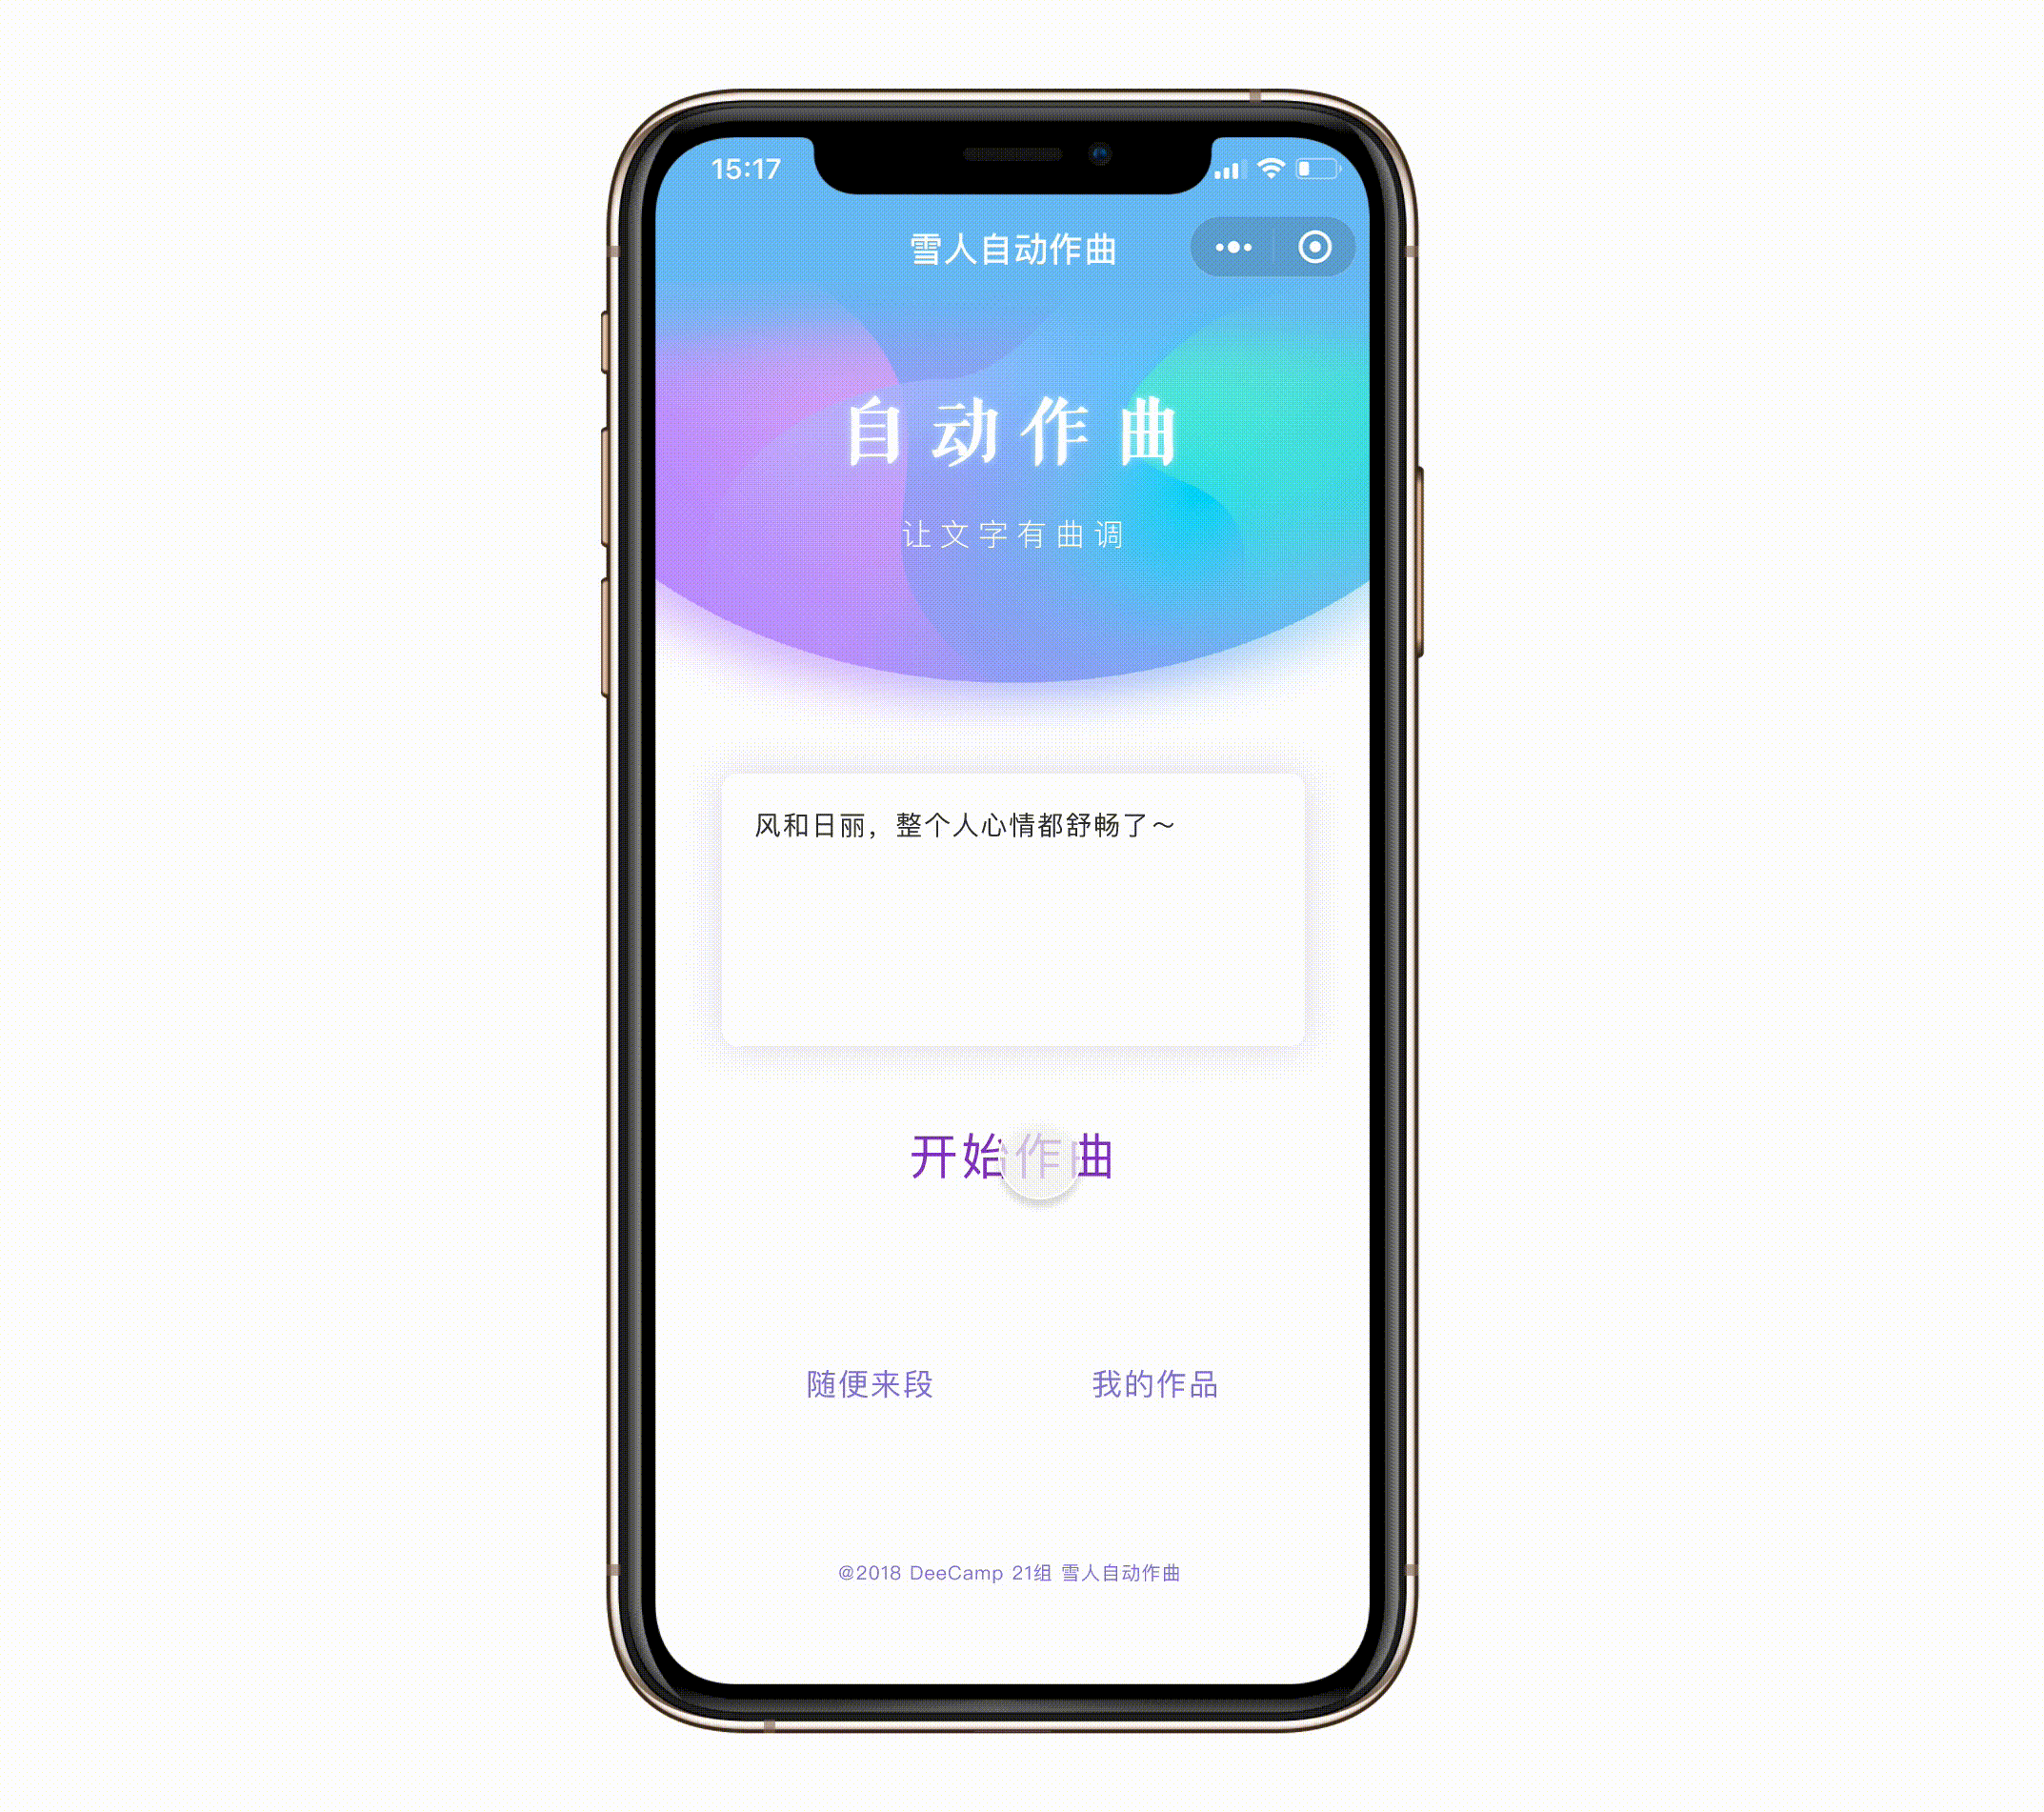 15:17
雪人自动作曲
自动作曲
让文字有曲调
风和日丽，整个人心情都舒畅了～
开始作曲
随便来段
我的作品
@2018 DeeCamp 21组 雪人自动作曲